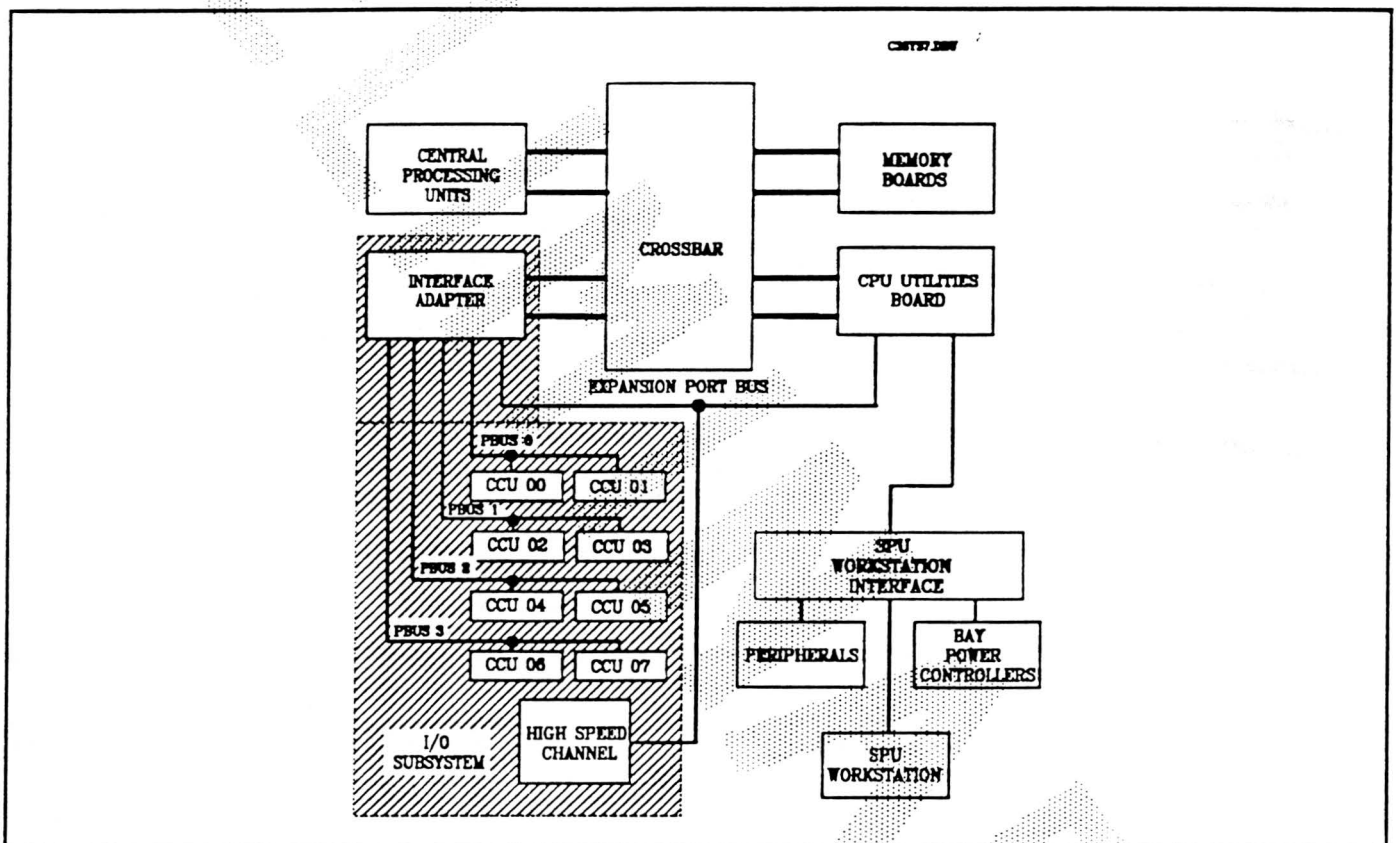 CENTRAL
PROCESSING
UNITS
CROSSBAR
MEMORY
BOARDS
INTERFACE
ADAPTER
CPU UTILITIES
BOARD
EXPANSION PORT BUS
PBUS 0
CCU 00
CCU 01
PBUS 1
CCU 02
CCU 03
PBUS 2
CCU 04
CCU 05
PBUS 3
CCU 06
CCU 07
I/O
SUBSYSTEM
HIGH SPEED
CHANNEL
SPU
WORKSTATION
INTERFACE
PERIPHERALS
BAY
POWER
CONTROLLERS
SPU
WORKSTATION